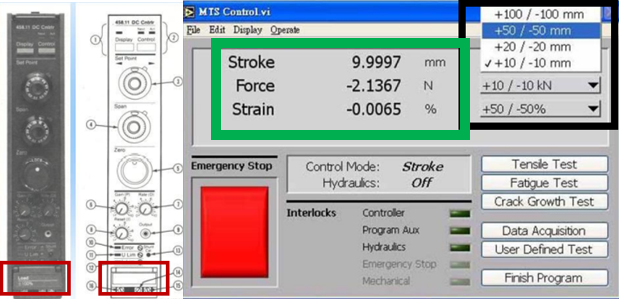 458.11 DC Cntrlr
Display Control
Set Point
Span
Zero
Load
458.11 DC Cntrlr
Display Control
Set Point
Span
Zero
Output
Error
U Lim
MTS Control.vi
File Edit Display Operate
Stroke 9.9997 mm
Force -2.1367 N
Strain -0.0065 %
+100 / -100 mm
+50 / -50 mm
+20 / -20 mm
✓+10 / -10 mm
+10 / -10 kN
+50 / -50%
Emergency Stop
Control Mode: Stroke
Hydraulics: Off
Interlocks Controller
Program Aux
Hydraulics
Emergency Stop
Mechanical
Tensile Test
Fatigue Test
Crack Growth Test
Data Acquisition
User Defined Test
Finish Program